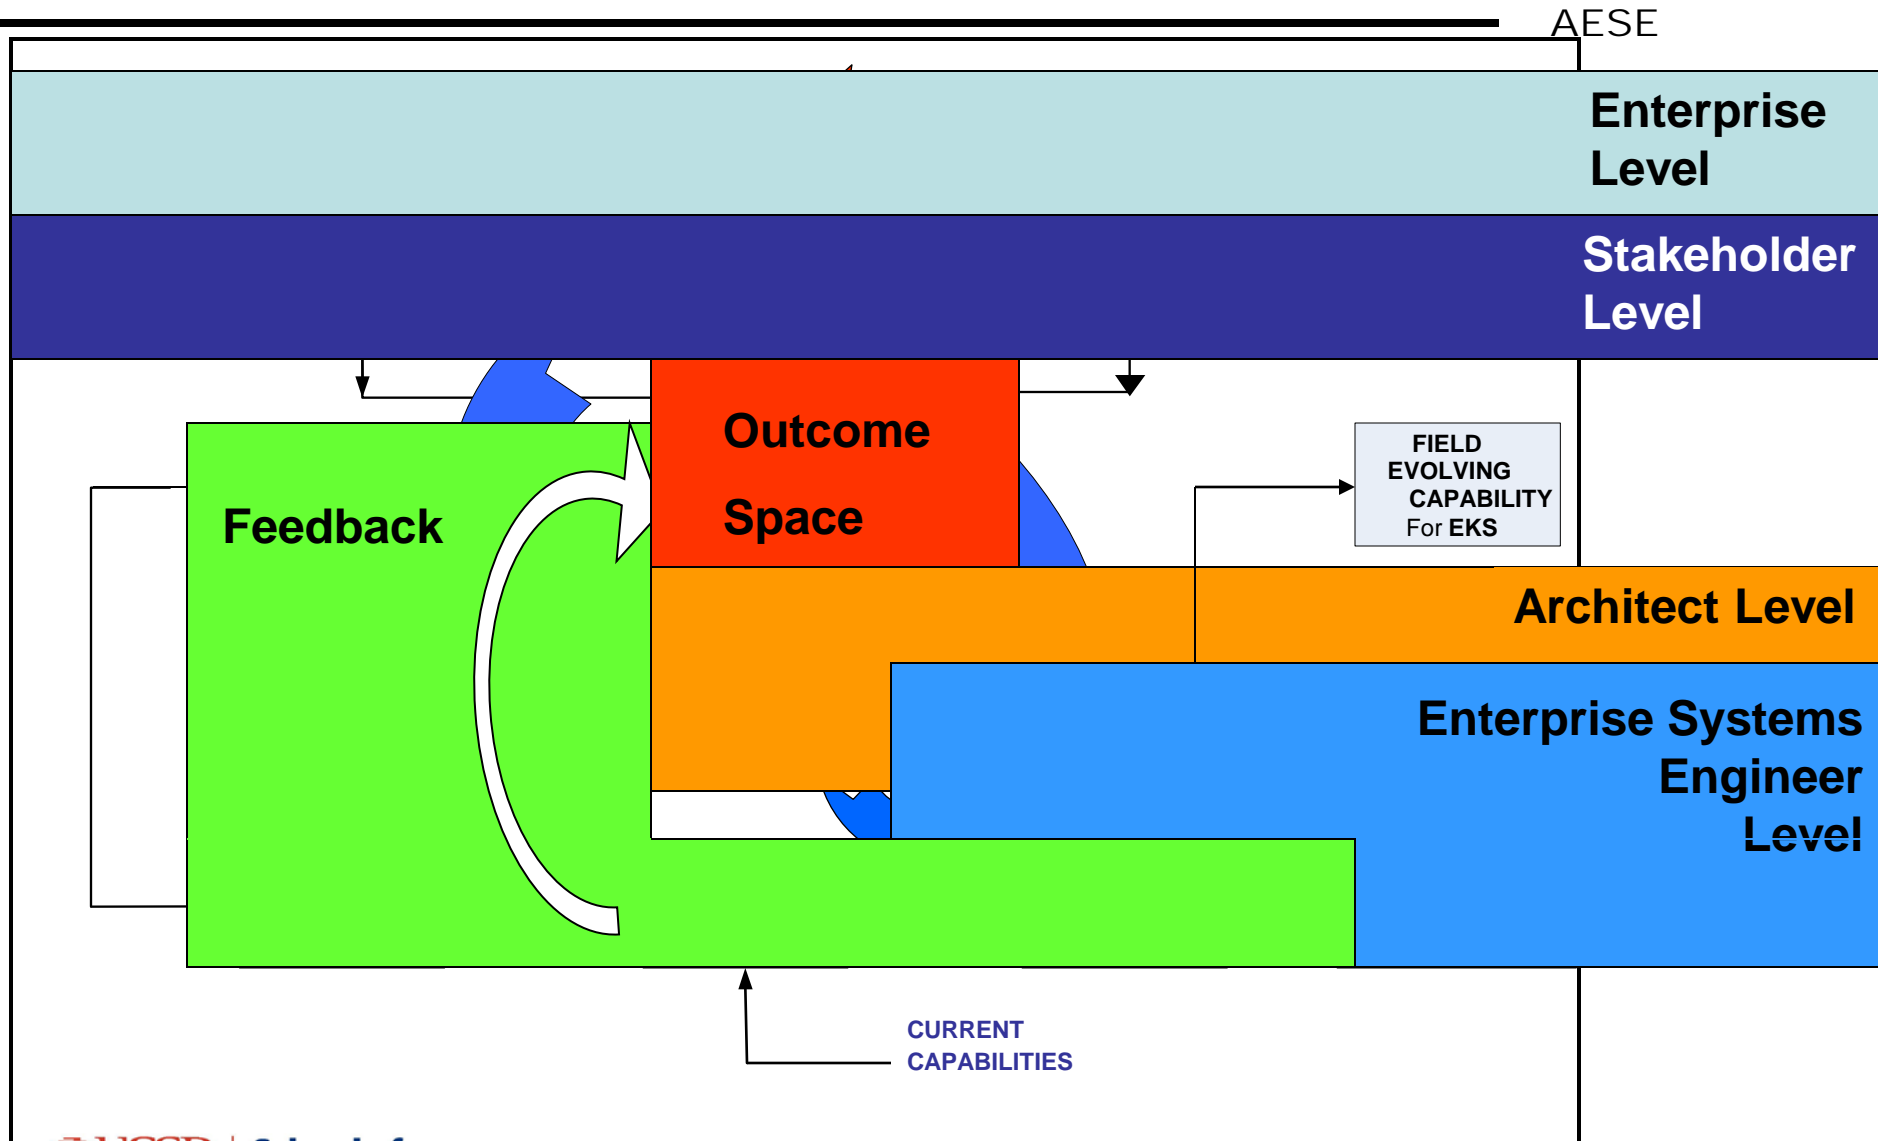 AESE
Enterprise
Level
Stakeholder
Level
Outcome
Space
FIELD
EVOLVING
CAPABILITY
For EKS
Feedback
Architect Level
Enterprise Systems
Engineer
Level
CURRENT
CAPABILITIES